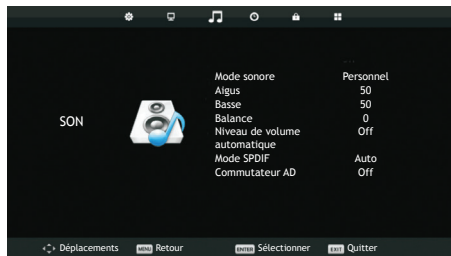 Mode sonore Personnel
Aigus 50
Basse 50
SON
Balance 0
Niveau de volume Off
automatique
Mode SPDIF Auto
Commutateur AD Off
Déplacements MENU Retour ENTER Sélectionner EXIT Quitter